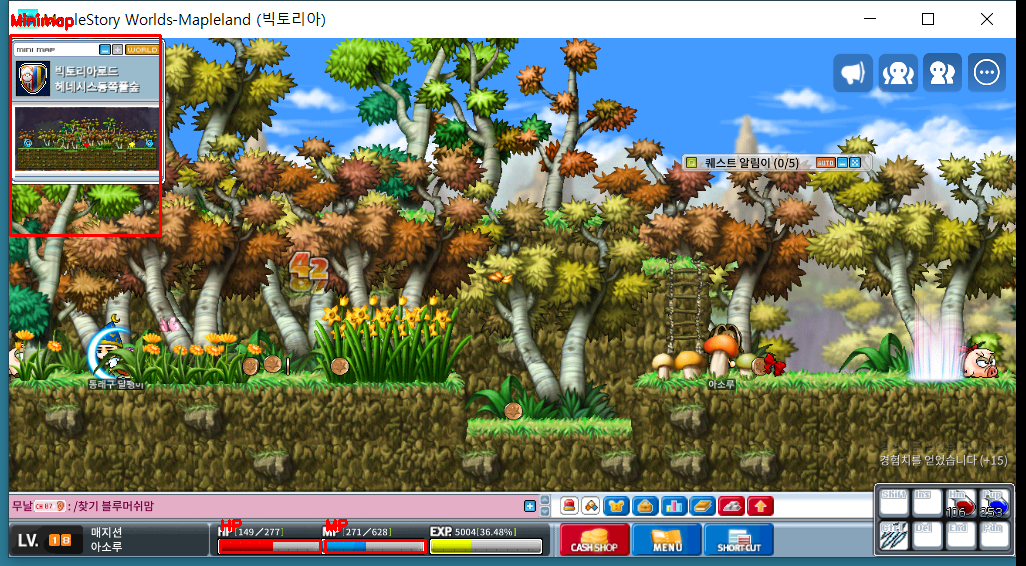 MapleStory Worlds-Mapleland (빅토리아)
Minimap
MINI MAP
WORLD
빅토리아로드
헤네시스동쪽풀숲
퀘스트 알림이 (0/5)
AUTO
42
동래구 달팽이
아소루
경험치를 얻었습니다 (+15)
무날 CH 87 : /찾기 블루머쉬맘
LV. 18
매지션
아소루
HP
HP [149/277]
MP
MP [271/628]
EXP. 5004[36.48%]
CASH SHOP
MENU
SHORT CUT
Shift
Ins
Hm
Pup
106
253
Ctrl
Del
End
Pdn